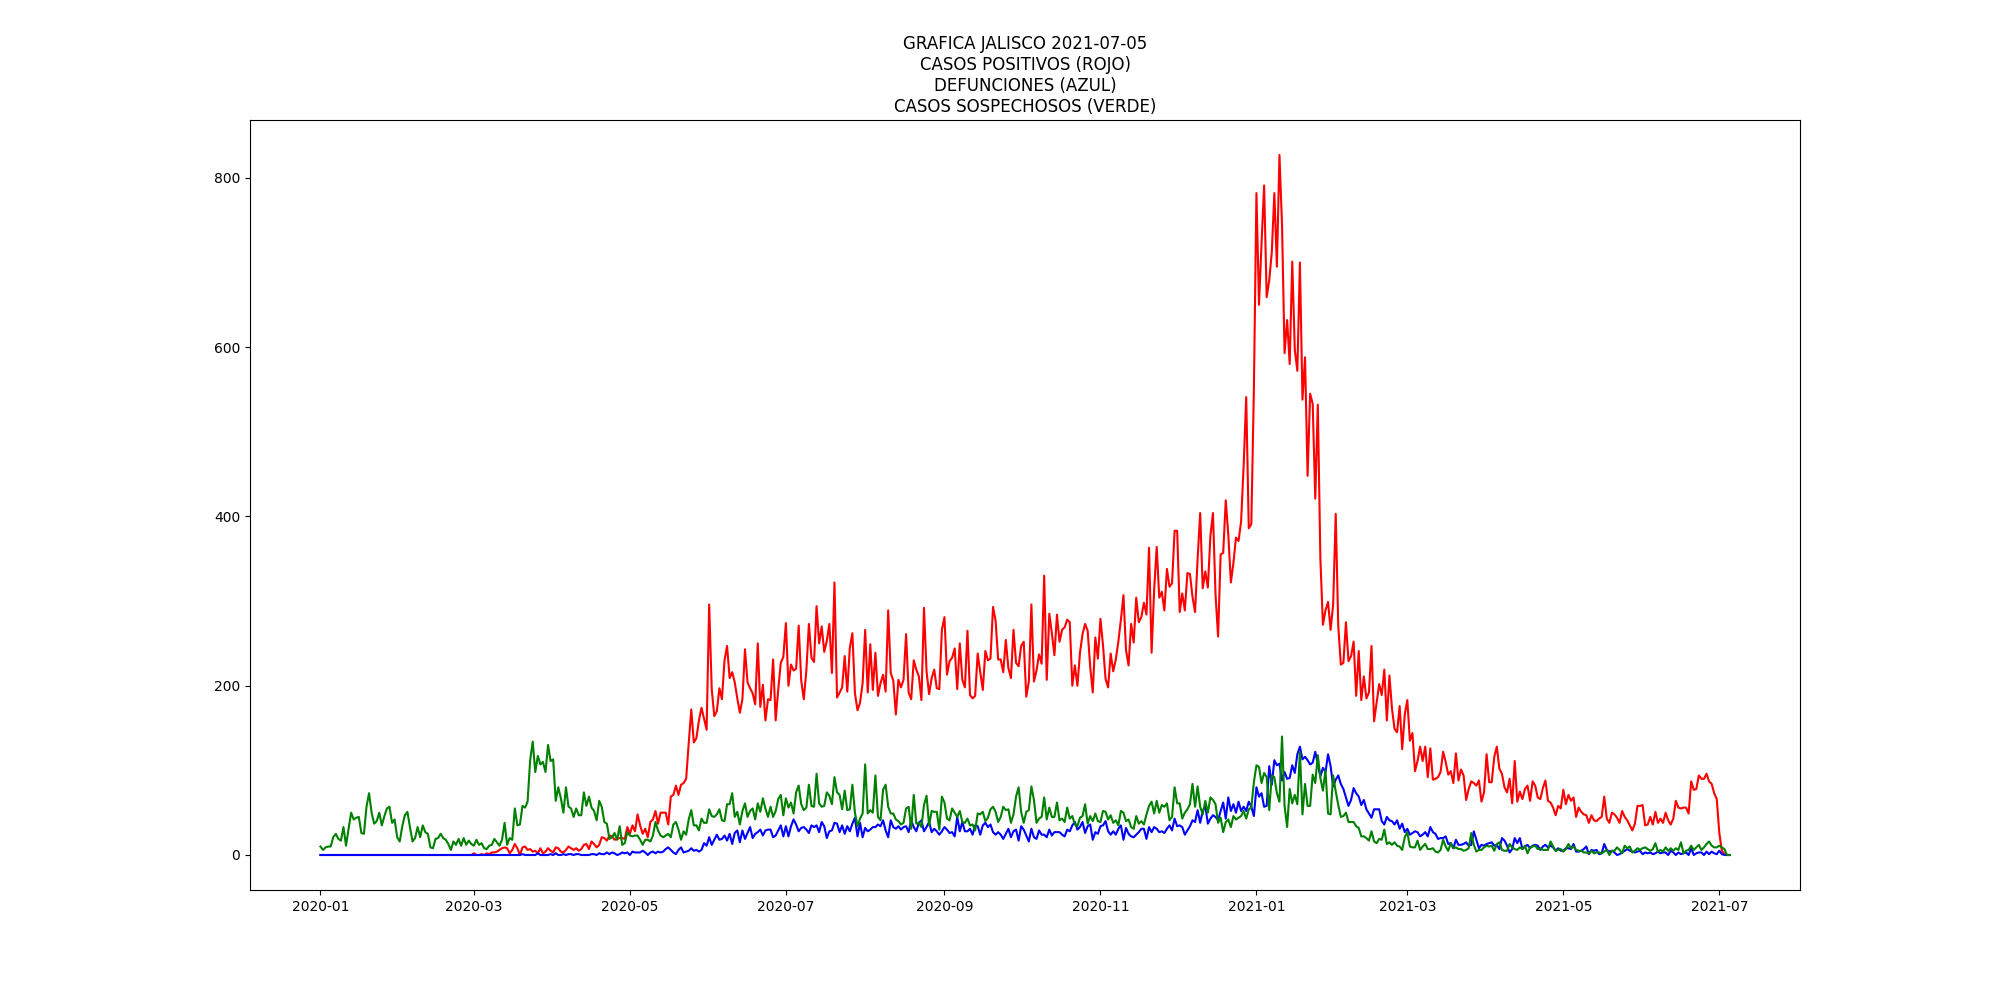 GRAFICA JALISCO 2021-07-05
CASOS POSITIVOS (ROJO)
DEFUNCIONES (AZUL)
CASOS SOSPECHOSOS (VERDE)
800
600
400
200
0
2020-01 2020-03 2020-05 2020-07 2020-09 2020-11 2021-01 2021-03 2021-05 2021-07